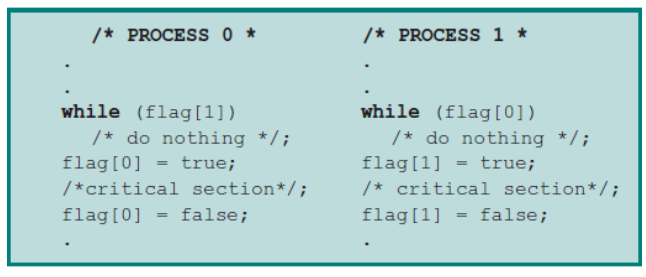 /* PROCESS 0 *
.
.
while (flag[1])
/* do nothing */;
flag[0] = true;
/*critical section*/;
flag[0] = false;
.
/* PROCESS 1 *
.
.
while (flag[0])
/* do nothing */;
flag[1] = true;
/* critical section*/;
flag[1] = false;
.